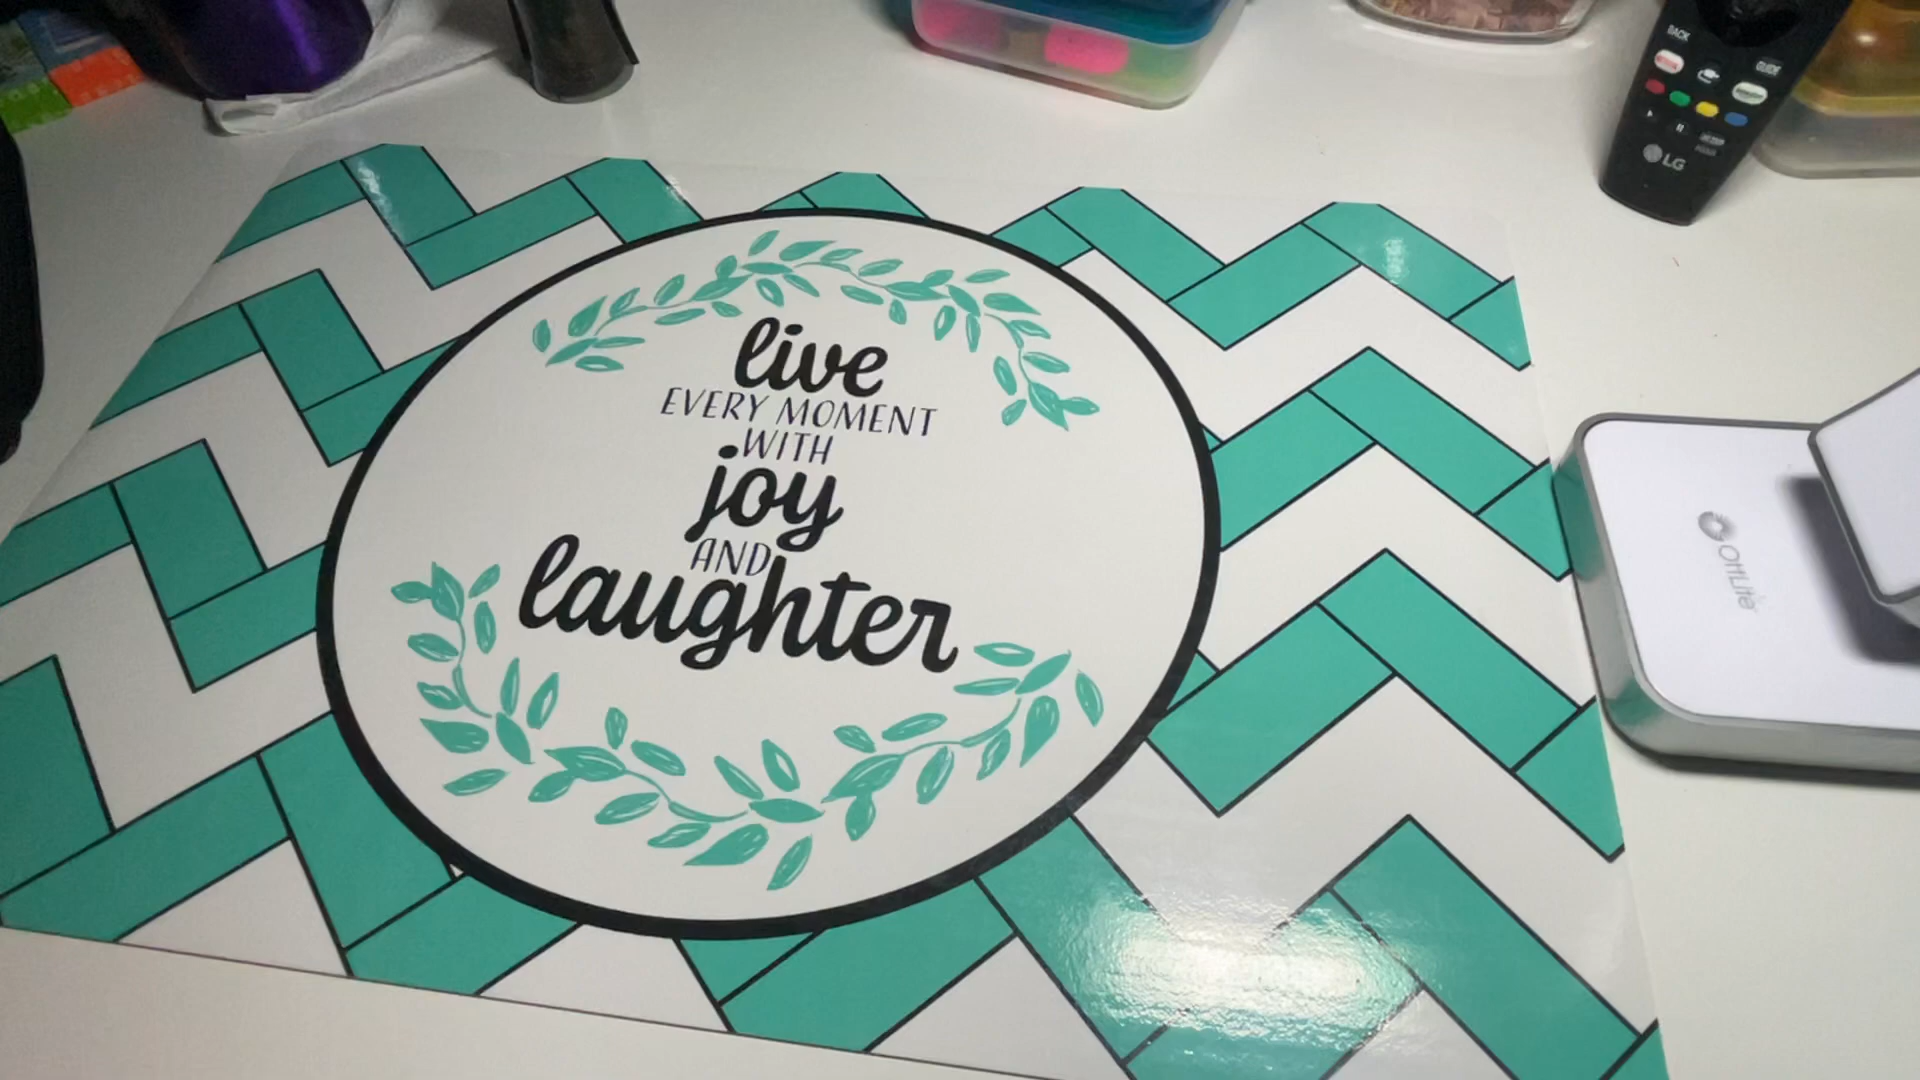 live
EVERY MOMENT
WITH
joy
AND
laughter
BACK
GUIDE
LG
OttLite